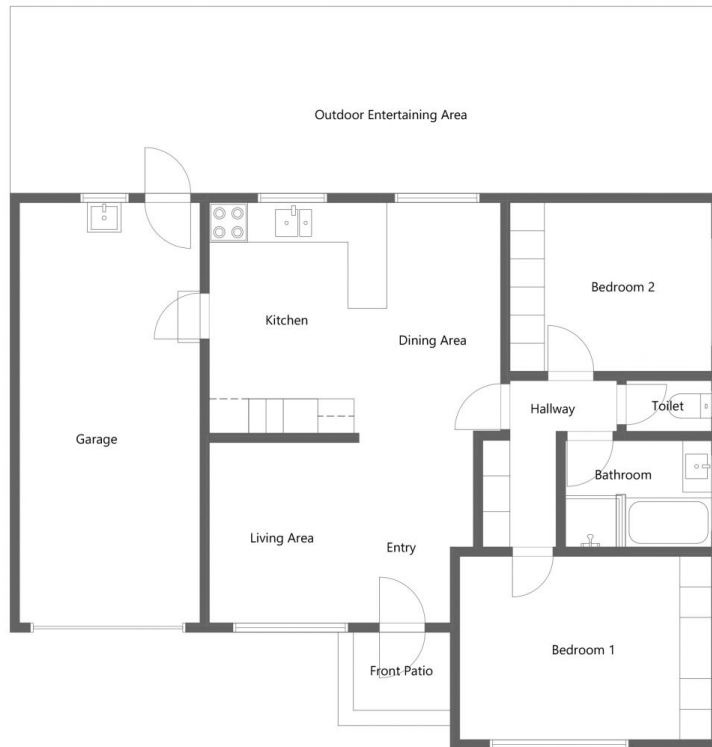 Outdoor Entertaining Area
Bedroom 2
Kitchen
Dining Area
Hallway
Toilet
Garage
Bathroom
Living Area
Entry
Bedroom 1
Front Patio